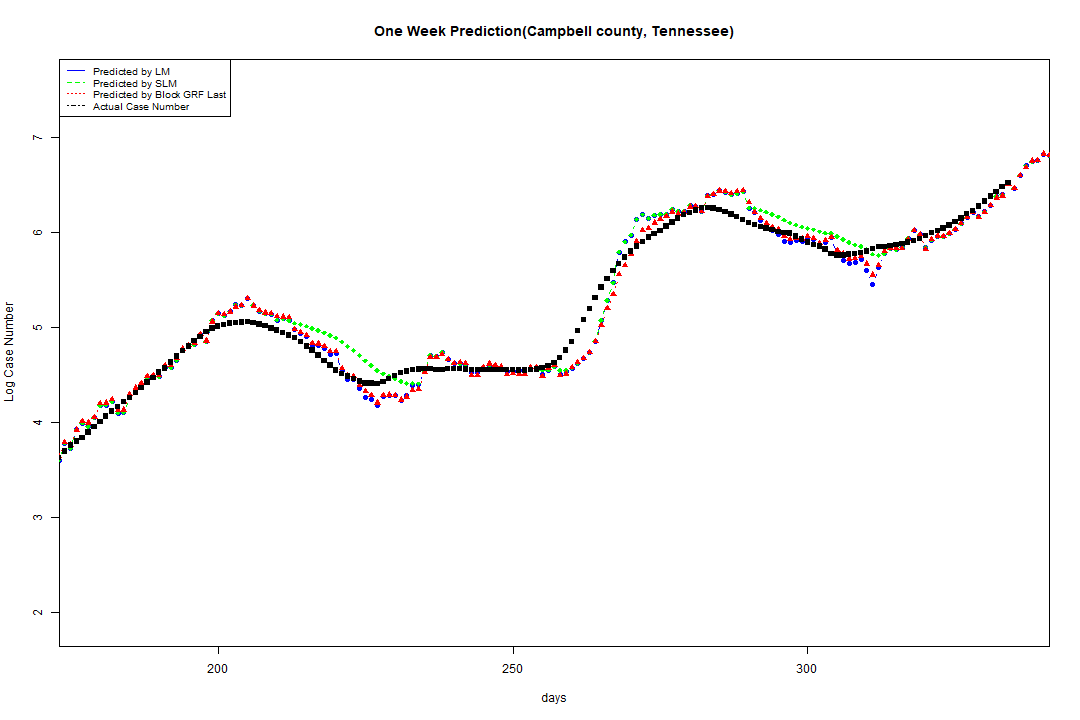 One Week Prediction(Campbell county, Tennessee)
Predicted by LM
Predicted by SLM
Predicted by Block GRF Last
Actual Case Number
7
6
5
4
3
2
Log Case Number
200
250
300
days